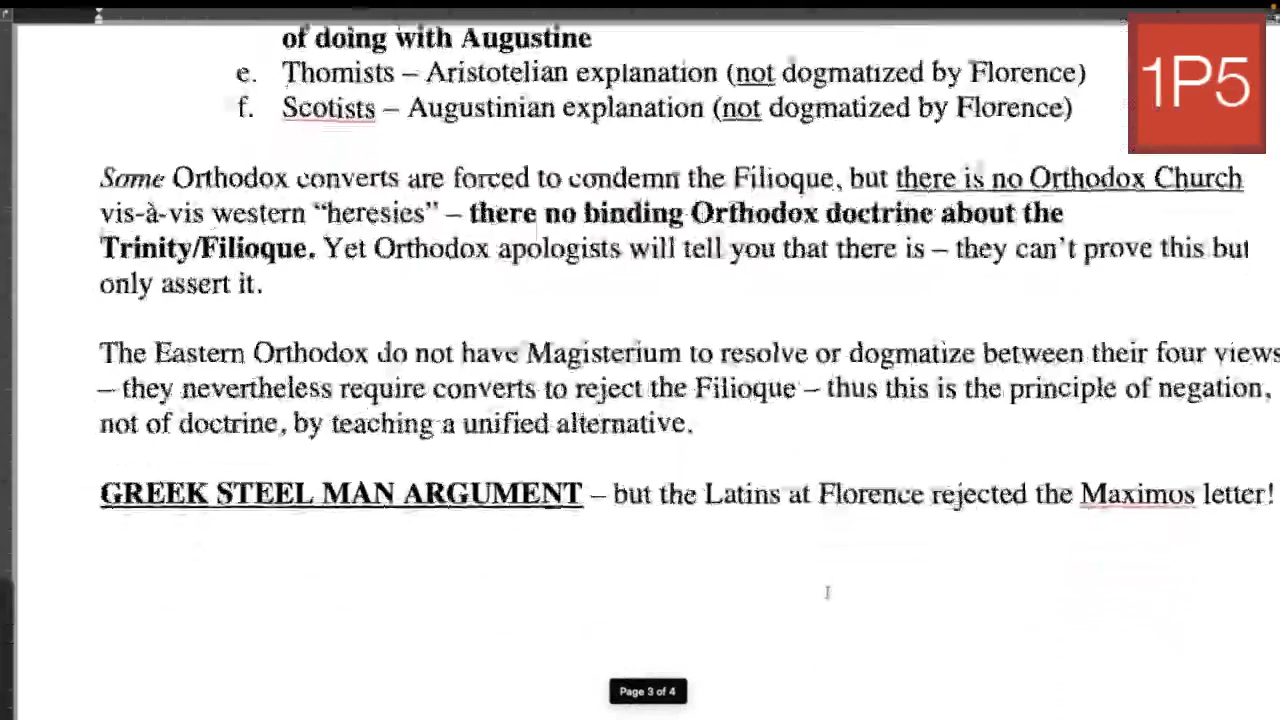 of doing with Augustine
e. Thomists – Aristotelian explanation (not dogmatized by Florence)
f. Scotists – Augustinian explanation (not dogmatized by Florence)
Some Orthodox converts are forced to condemn the Filioque, but there is no Orthodox Church
vis-à-vis western “heresies” – there no binding Orthodox doctrine about the
Trinity/Filioque. Yet Orthodox apologists will tell you that there is – they can’t prove this but
only assert it.
The Eastern Orthodox do not have Magisterium to resolve or dogmatize between their four views
– they nevertheless require converts to reject the Filioque – thus this is the principle of negation,
not of doctrine, by teaching a unified alternative.
GREEK STEEL MAN ARGUMENT – but the Latins at Florence rejected the Maximos letter!
Page 3 of 4
1P5